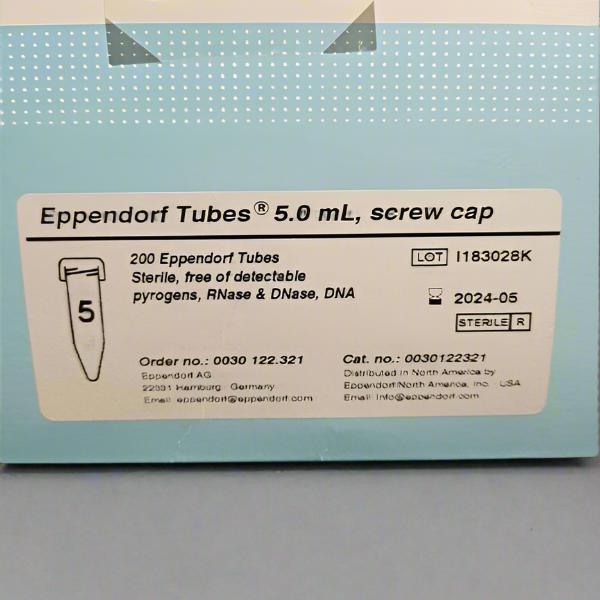 Eppendorf Tubes® 5.0 mL, screw cap
5
200 Eppendorf Tubes
Sterile, free of detectable
pyrogens, RNase & DNase, DNA
LOT I183028K
2024-05
STERILE R
Order no.: 0030 122.321
Eppendorf AG
22331 Hamburg · Germany
Email: eppendorf@eppendorf.com
Cat. no.: 0030122321
Distributed in North America by
Eppendorf North America, Inc. · USA
Email: info@eppendorf.com